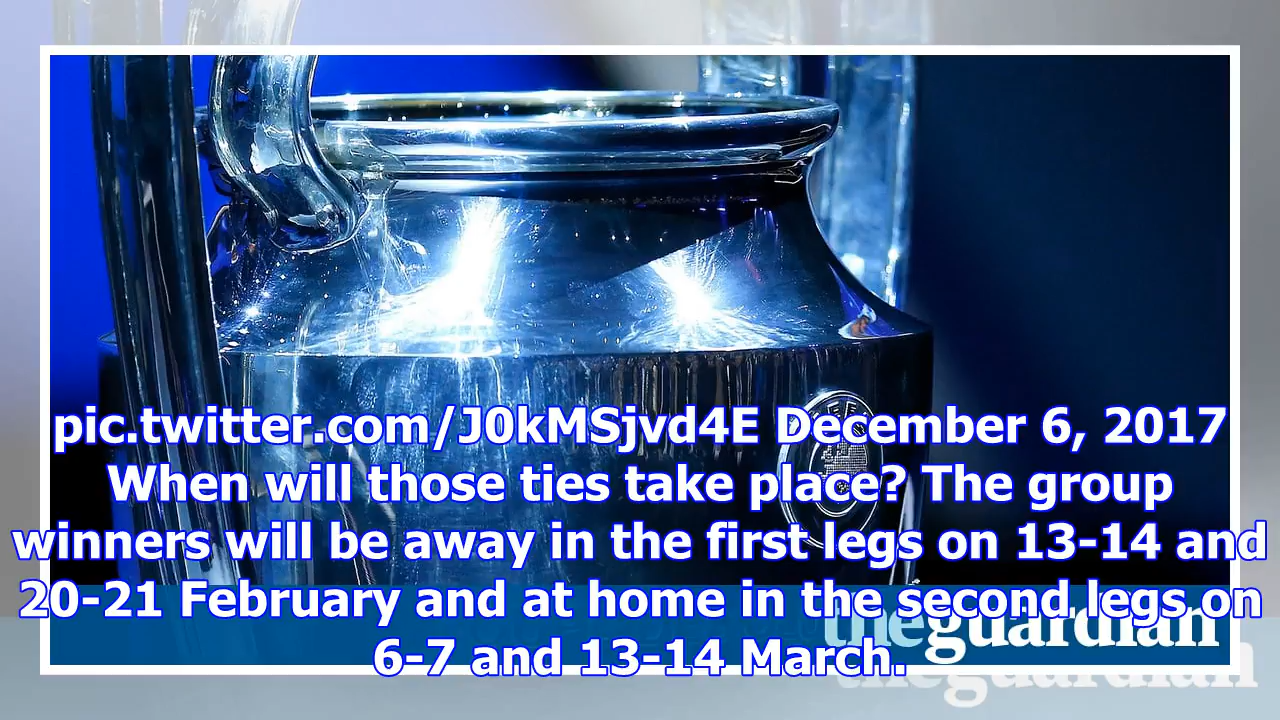 pic.twitter.com/J0kMSjvd4E December 6, 2017
When will those ties take place? The group
winners will be away in the first legs on 13-14 and
20-21 February and at home in the second legs on
6-7 and 13-14 March.
theguardian
theguardian